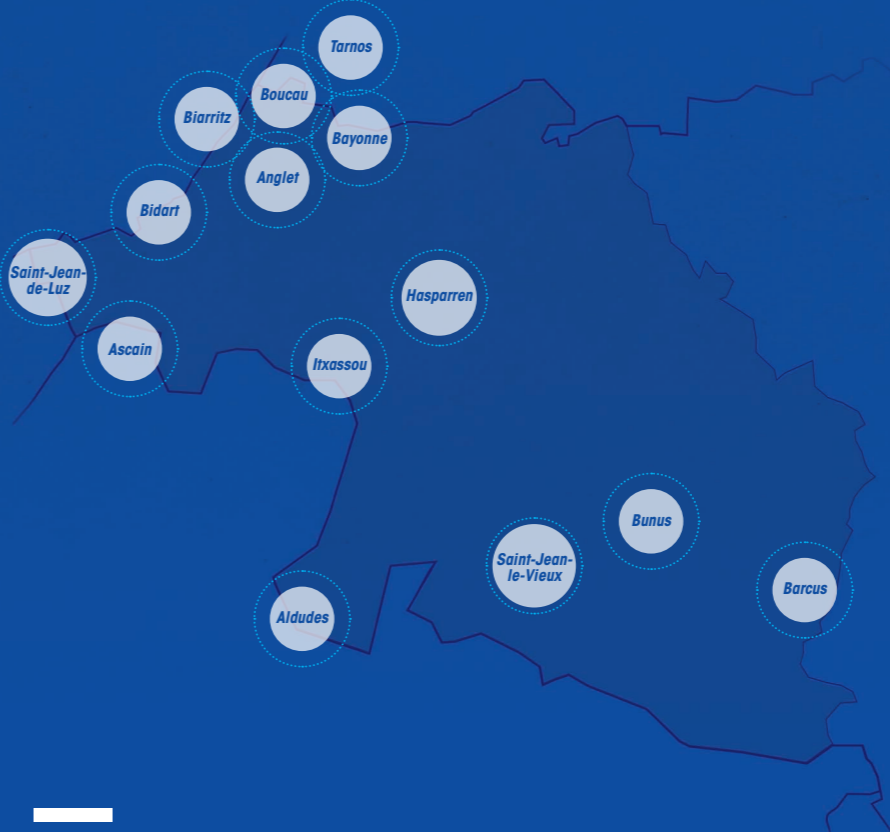 Tarnos
Boucau
Biarritz
Bayonne
Anglet
Bidart
Saint-Jean-
de-Luz
Hasparren
Ascain
Itxassou
Bunus
Saint-Jean-
le-Vieux
Barcus
Aldudes